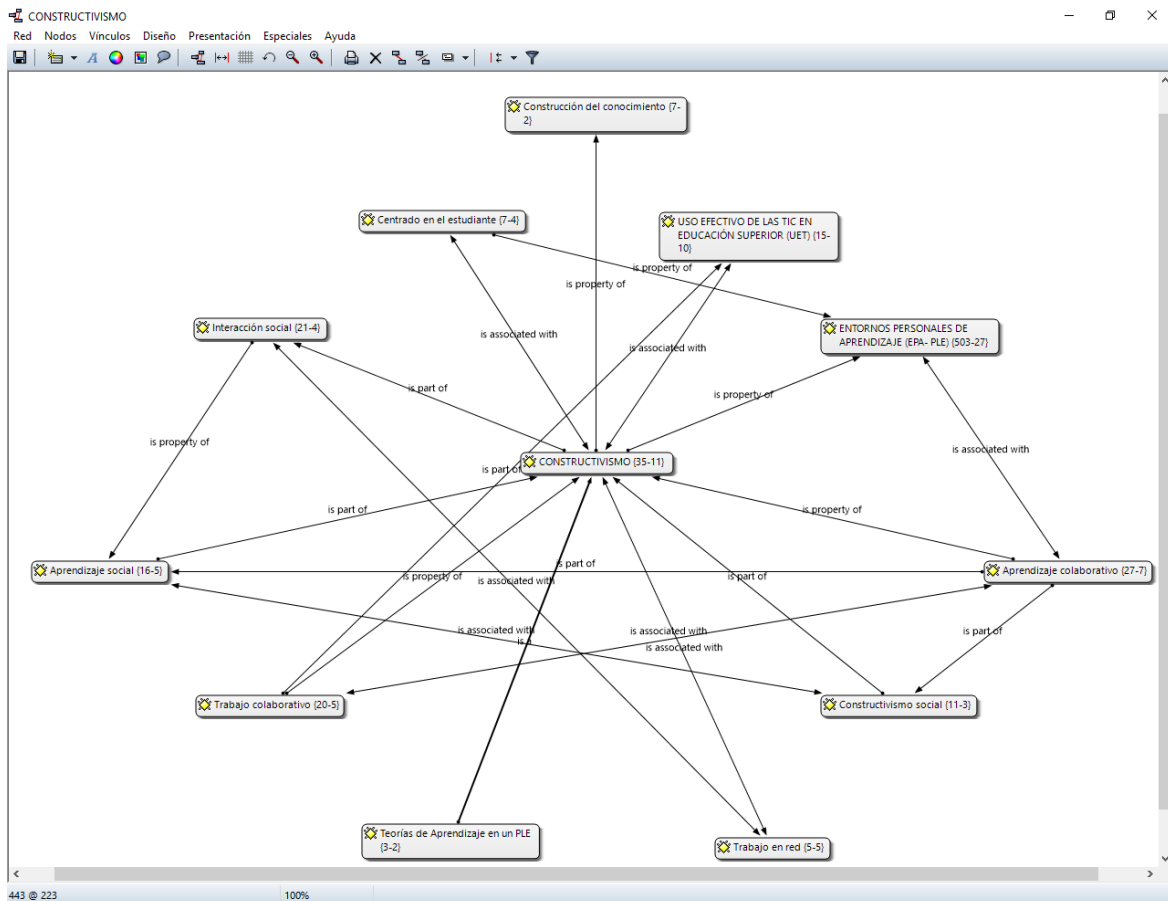 CONSTRUCTIVISMO
Red Nodos Vínculos Diseño Presentación Especiales Ayuda
Construcción del conocimiento {7-
2}
Centrado en el estudiante {7-4}
USO EFECTIVO DE LAS TIC EN
EDUCACIÓN SUPERIOR (UET) {15-
10}
is property of
is property of
Interacción social {21-4}
ENTORNOS PERSONALES DE
APRENDIZAJE (EPA- PLE) {503-27}
is associated with
is associated with
is part of
is property of
is property of
is associated with
CONSTRUCTIVISMO {35-11}
is part of
is part of
is property of
is part of
Aprendizaje social {16-5}
Aprendizaje colaborativo {27-7}
is property of
is associated with
is part of
is associated with
is a
is associated with
is part of
is associated with
Trabajo colaborativo {20-5}
Constructivismo social {11-3}
Teorías de Aprendizaje en un PLE
{3-2}
Trabajo en red {5-5}
443 @ 223
100%